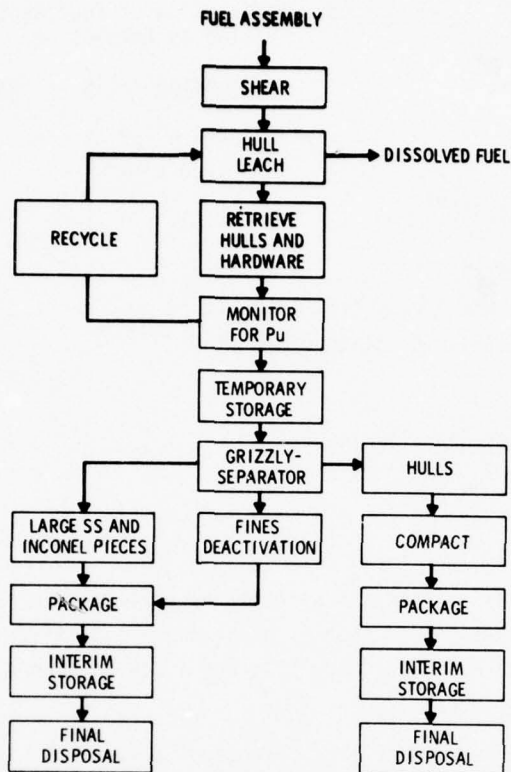 FUEL ASSEMBLY
SHEAR
HULL
LEACH
DISSOLVED FUEL
RECYCLE
RETRIEVE
HULLS AND
HARDWARE
MONITOR
FOR Pu
TEMPORARY
STORAGE
GRIZZLY-
SEPARATOR
HULLS
LARGE SS AND
INCONEL PIECES
FINES
DEACTIVATION
COMPACT
PACKAGE
PACKAGE
INTERIM
STORAGE
INTERIM
STORAGE
FINAL
DISPOSAL
FINAL
DISPOSAL